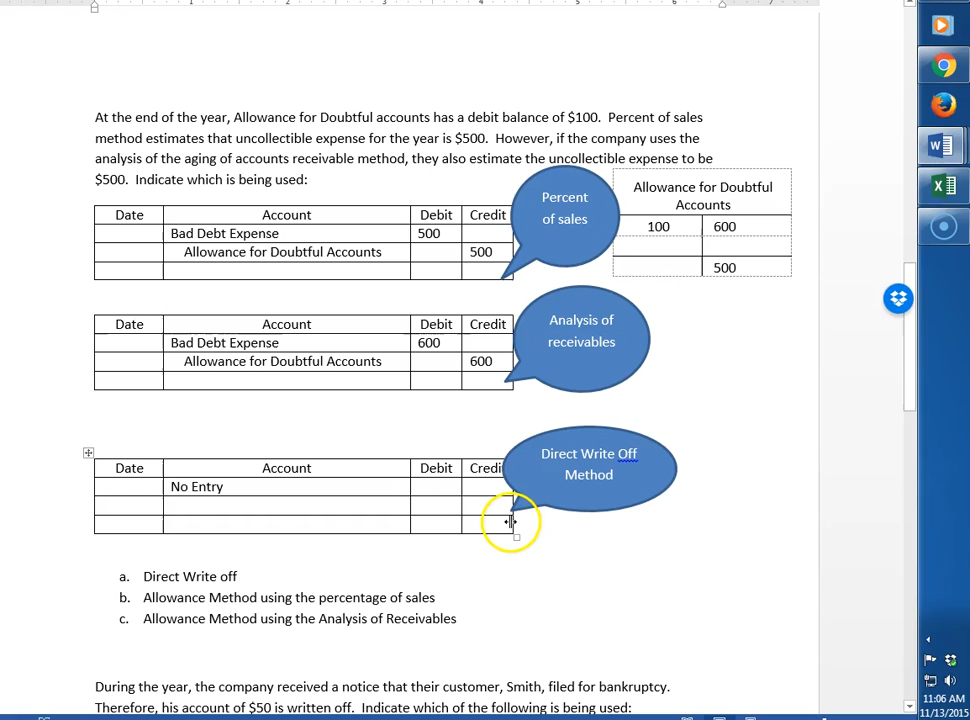 At the end of the year, Allowance for Doubtful accounts has a debit balance of $100.  Percent of sales
method estimates that uncollectible expense for the year is $500.  However, if the company uses the
analysis of the aging of accounts receivable method, they also estimate the uncollectible expense to be
$500.  Indicate which is being used:
Percent
of sales
Allowance for Doubtful
Accounts
100 600
500
Date Account Debit Credit
Bad Debt Expense 500
Allowance for Doubtful Accounts 500
Analysis of
receivables
Date Account Debit Credit
Bad Debt Expense 600
Allowance for Doubtful Accounts 600
Direct Write Off
Method
Date Account Debit Credi
No Entry
a. Direct Write off
b. Allowance Method using the percentage of sales
c. Allowance Method using the Analysis of Receivables
During the year, the company received a notice that their customer, Smith, filed for bankruptcy.
Therefore, his account of $50 is written off.  Indicate which of the following is being used:
11:06 AM
11/13/2015